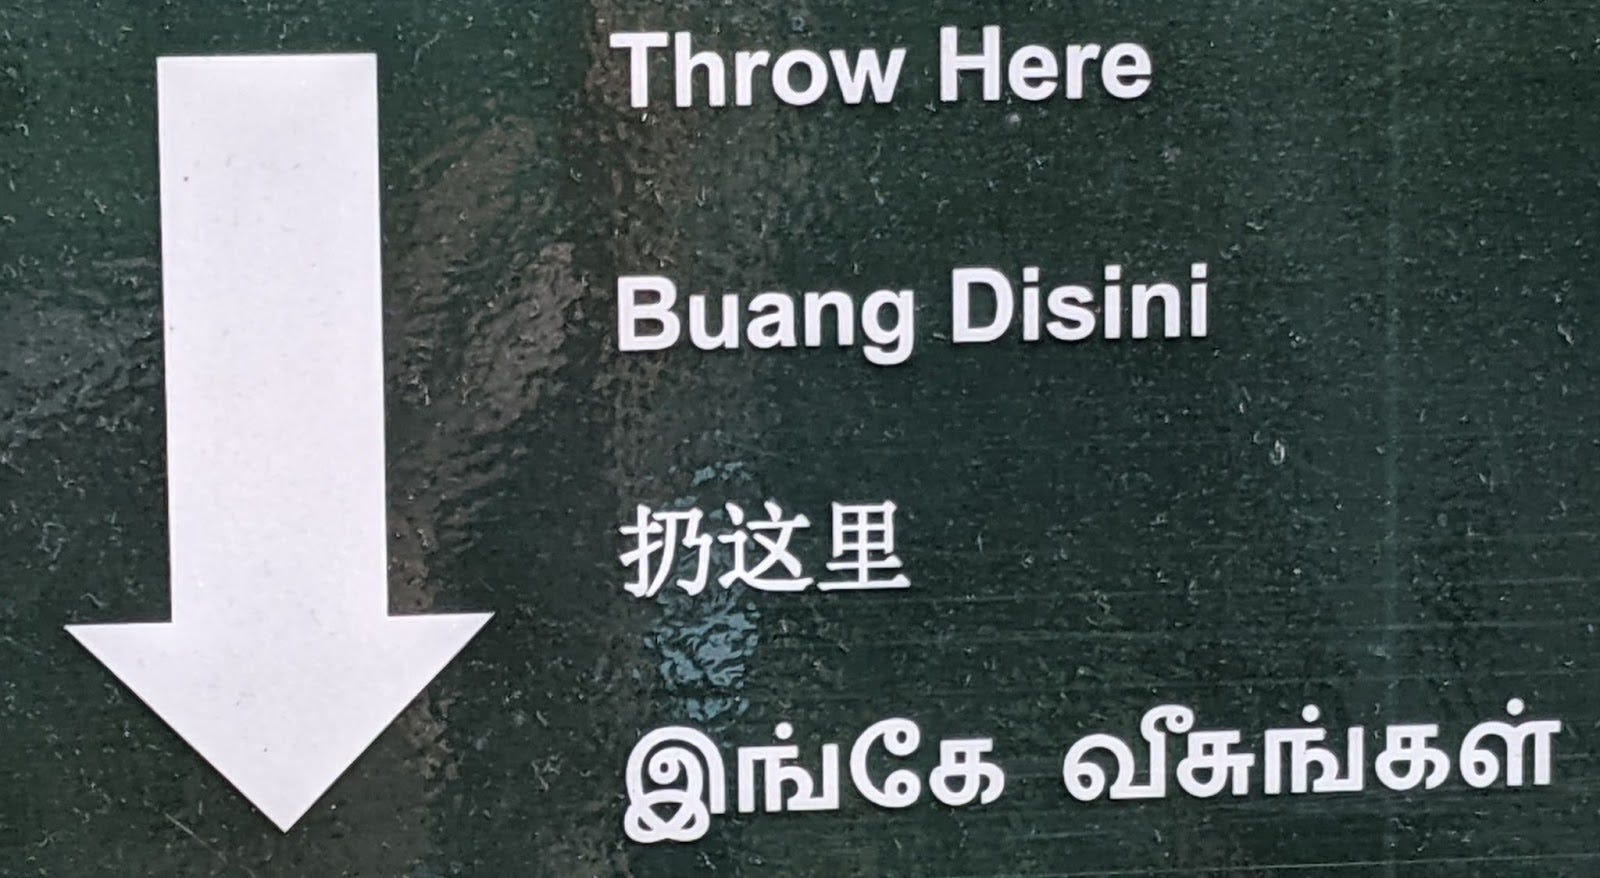 Throw Here
Buang Disini
扔这里
இங்கே வீசுங்கள்